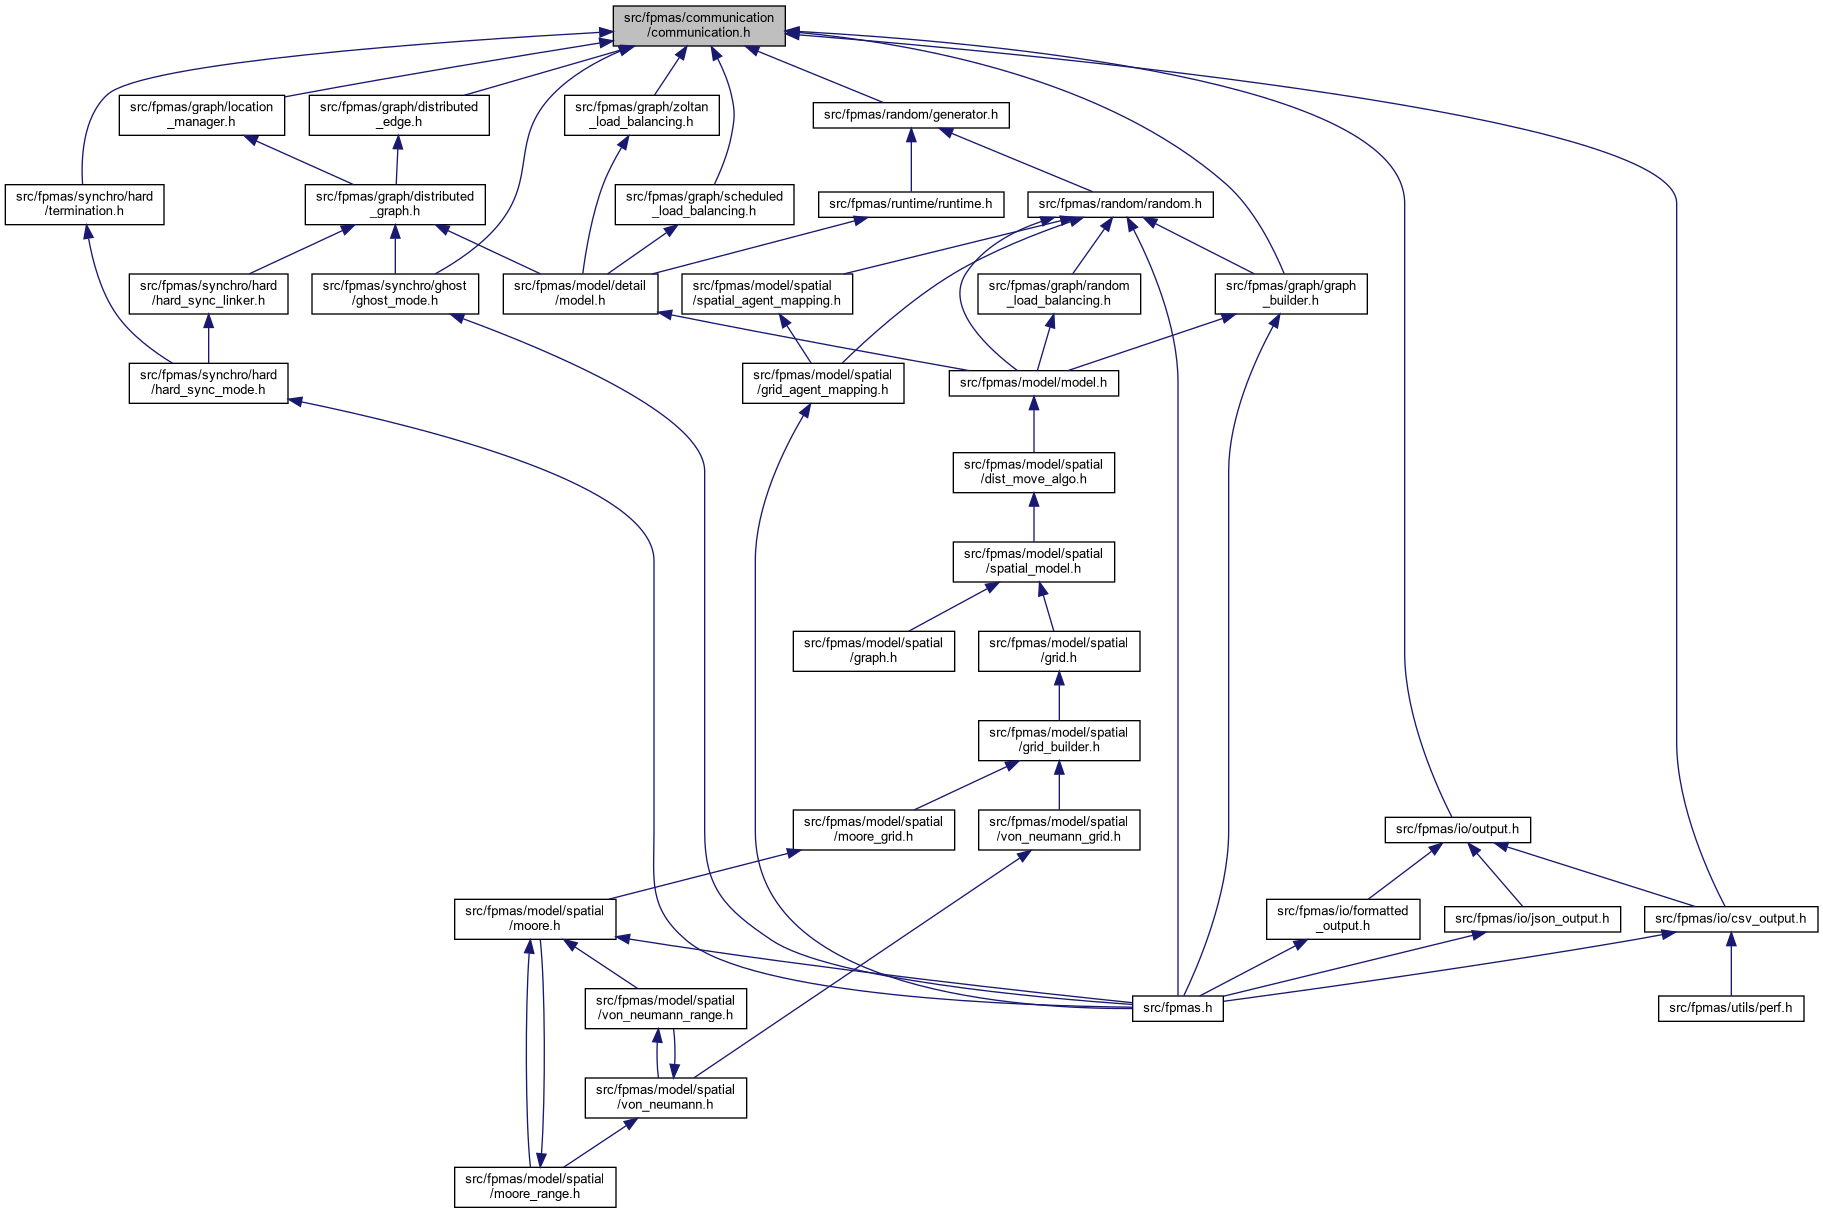 src/fpmas/communication
/communication.h
src/fpmas/graph/location
_manager.h
src/fpmas/graph/distributed
_edge.h
src/fpmas/graph/zoltan
_load_balancing.h
src/fpmas/random/generator.h
src/fpmas/synchro/hard
/termination.h
src/fpmas/graph/distributed
_graph.h
src/fpmas/graph/scheduled
_load_balancing.h
src/fpmas/runtime/runtime.h
src/fpmas/random/random.h
src/fpmas/synchro/hard
/hard_sync_linker.h
src/fpmas/synchro/ghost
/ghost_mode.h
src/fpmas/model/detail
/model.h
src/fpmas/model/spatial
/spatial_agent_mapping.h
src/fpmas/graph/random
_load_balancing.h
src/fpmas/graph/graph
_builder.h
src/fpmas/synchro/hard
/hard_sync_mode.h
src/fpmas/model/spatial
/grid_agent_mapping.h
src/fpmas/model/model.h
src/fpmas/model/spatial
/dist_move_algo.h
src/fpmas/model/spatial
/spatial_model.h
src/fpmas/model/spatial
/graph.h
src/fpmas/model/spatial
/grid.h
src/fpmas/model/spatial
/grid_builder.h
src/fpmas/model/spatial
/moore_grid.h
src/fpmas/model/spatial
/von_neumann_grid.h
src/fpmas/io/output.h
src/fpmas/model/spatial
/moore.h
src/fpmas/io/formatted
_output.h
src/fpmas/io/json_output.h
src/fpmas/io/csv_output.h
src/fpmas/model/spatial
/von_neumann_range.h
src/fpmas.h
src/fpmas/utils/perf.h
src/fpmas/model/spatial
/von_neumann.h
src/fpmas/model/spatial
/moore_range.h